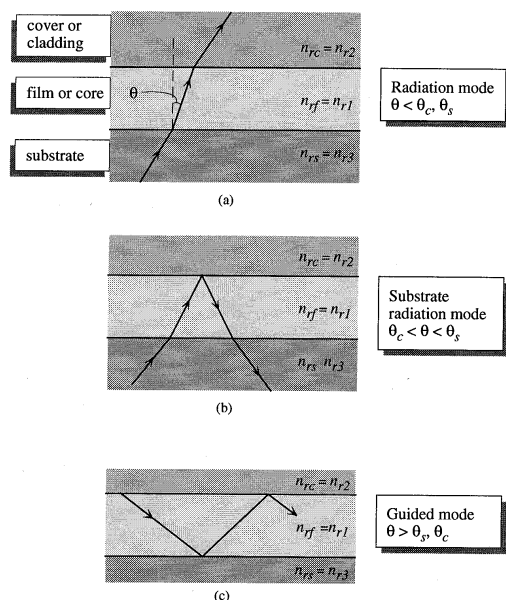 cover or
cladding
n_rc = n_r2
film or core
θ
n_rf = n_r1
Radiation mode
θ < θ_c, θ_s
substrate
n_rs = n_r3
(a)
n_rc = n_r2
n_rf = n_r1
Substrate
radiation mode
θ_c < θ < θ_s
n_rs n_r3
(b)
n_rc = n_r2
n_rf = n_r1
Guided mode
θ > θ_s, θ_c
n_rs = n_r3
(c)